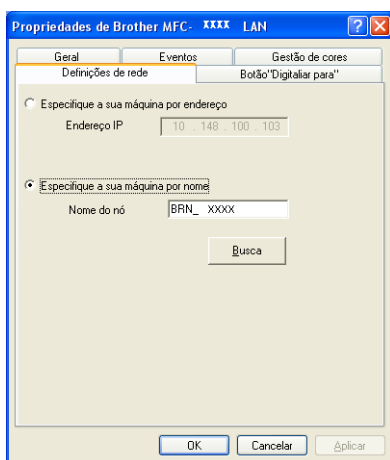 Propriedades de Brother MFC- XXXX LAN
Geral Eventos Gestão de cores
Definições de rede Botão"Digitaliar para"
Especifique a sua máquina por endereço
Endereço IP 10 . 148 . 100 . 103
Especifique a sua máquina por nome
Nome do nó BRN_ XXXX
Busca
OK Cancelar Aplicar